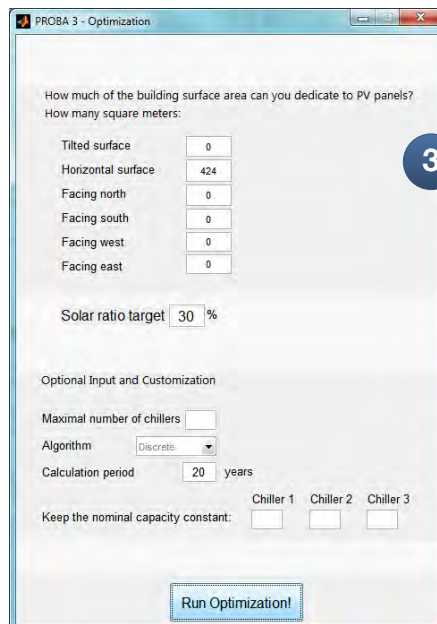 PROBA 3 - Optimization
How much of the building surface area can you dedicate to PV panels?
How many square meters:
Tilted surface 0
Horizontal surface 424
3
Facing north 0
Facing south 0
Facing west 0
Facing east 0
Solar ratio target 30 %
Optional Input and Customization
Maximal number of chillers
Algorithm Discrete
Calculation period 20 years
Chiller 1 Chiller 2 Chiller 3
Keep the nominal capacity constant:
Run Optimization!